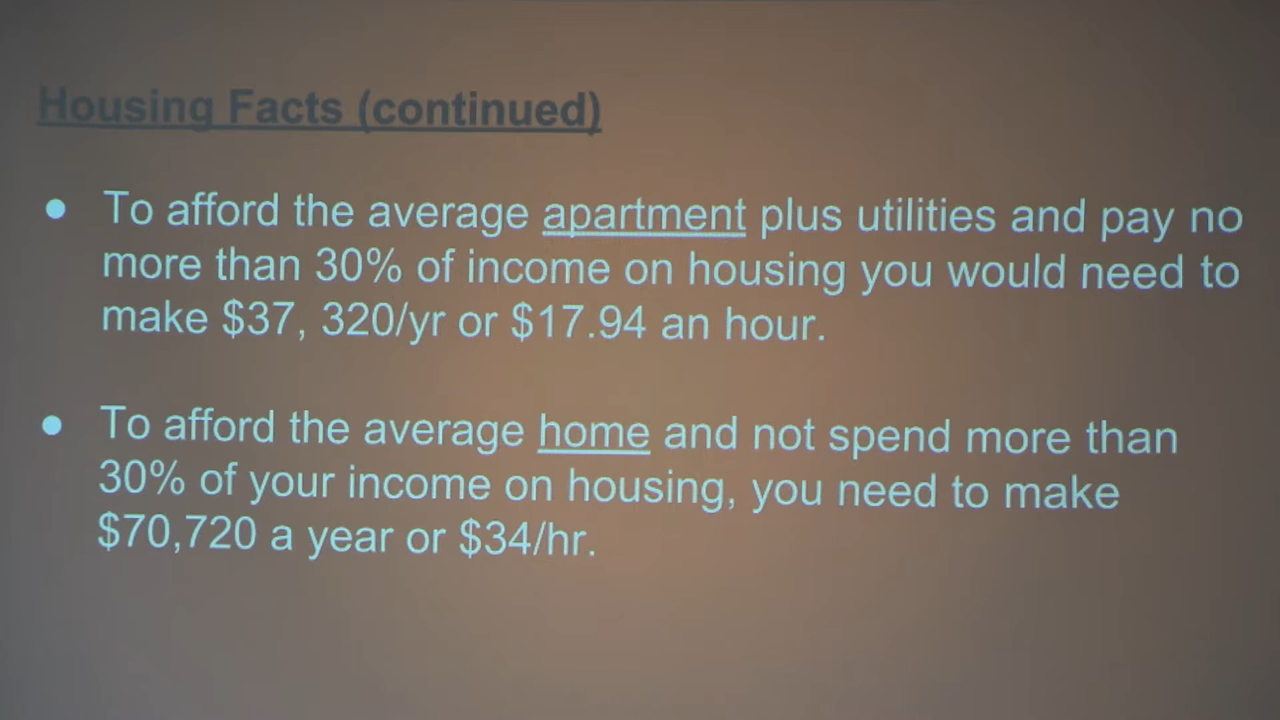 Housing Facts (continued)
● To afford the average apartment plus utilities and pay no
more than 30% of income on housing you would need to
make $37, 320/yr or $17.94 an hour.
● To afford the average home and not spend more than
30% of your income on housing, you need to make
$70,720 a year or $34/hr.